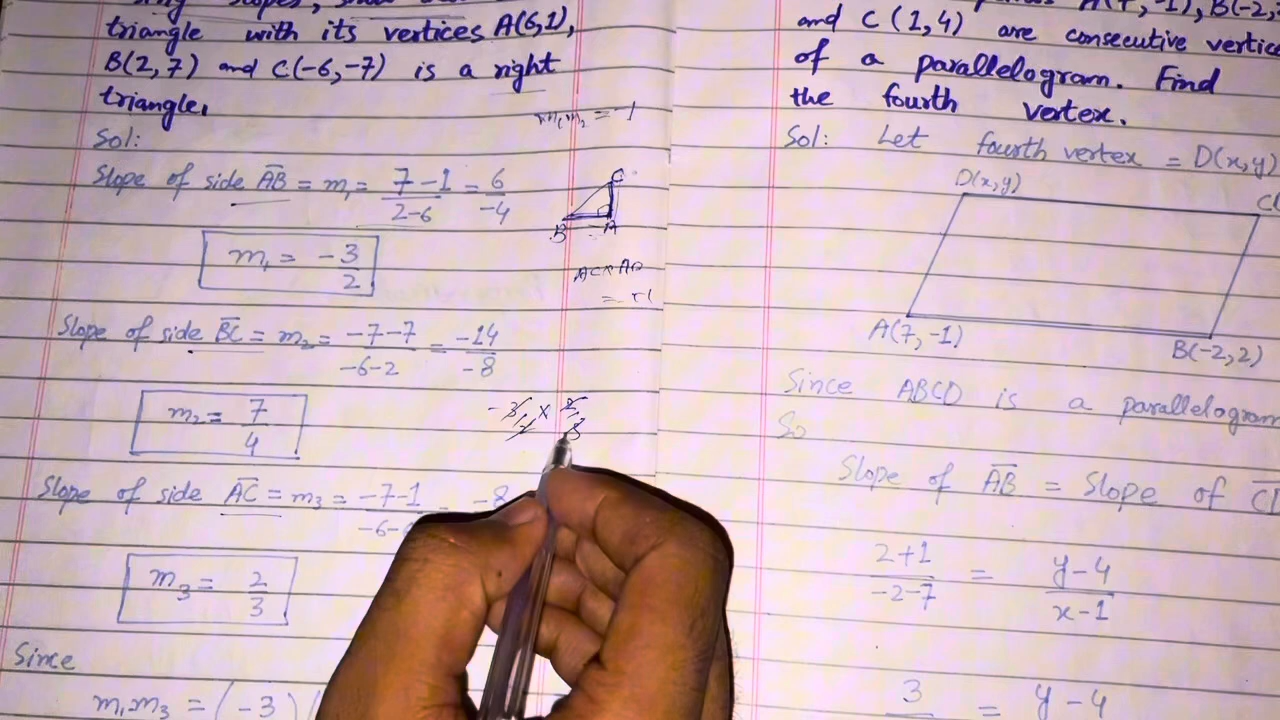 triangle with its vertices A(6,1),
B(2,7) and C(-6,-7) is a right
triangle,
Sol:
m₁m₂ = -1
Slope of side AB = m₁ = 7-1/2-6 = 6/-4
C
B A
m₁ = -3/2
Slope of side BC = m₂ = -7-7/-6-2 = -14/-8
m₂ = 7/4
-3/2 × 2/3
Slope of side AC = m₃ = -7-1 -8
m₃ = 2/3
Since
m₁m₃ = (-3)
and C(1,4) are consecutive
of a parallelogram. Find
the fourth vertex.
Sol: Let fourth vertex = D(x,y)
D(x,y)
A(7,-1)
B(-2,2)
Since ABCD is a parallelogram
So
Slope of AB = Slope of
2+1/-2-7 = y-4/x-1
3 = y-4